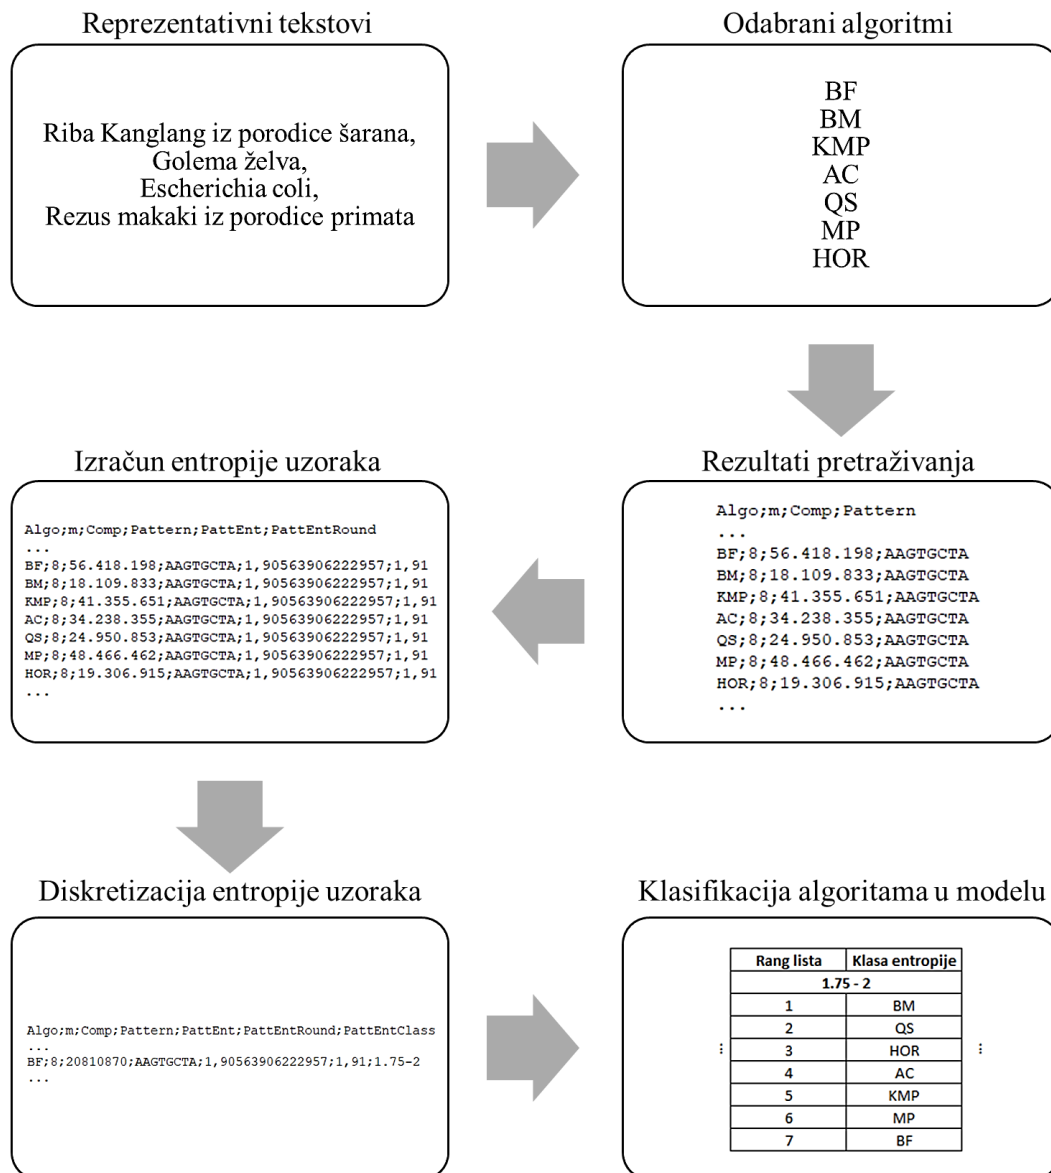 Reprezentativni tekstovi
Riba Kanglang iz porodice šarana,
Golema želva,
Escherichia coli,
Rezus makaki iz porodice primata
Odabrani algoritmi
BF
BM
KMP
AC
QS
MP
HOR
Rezultati pretraživanja
Algo;m;Comp;Pattern
...
BF;8;56.418.198;AAGTGCTA
BM;8;18.109.833;AAGTGCTA
KMP;8;41.355.651;AAGTGCTA
AC;8;34.238.355;AAGTGCTA
QS;8;24.950.853;AAGTGCTA
MP;8;48.466.462;AAGTGCTA
HOR;8;19.306.915;AAGTGCTA
...
Izračun entropije uzoraka
Algo;m;Comp;Pattern;PattEnt;PattEntRound
...
BF;8;56.418.198;AAGTGCTA;1,90563906222957;1,91
BM;8;18.109.833;AAGTGCTA;1,90563906222957;1,91
KMP;8;41.355.651;AAGTGCTA;1,90563906222957;1,91
AC;8;34.238.355;AAGTGCTA;1,90563906222957;1,91
QS;8;24.950.853;AAGTGCTA;1,90563906222957;1,91
MP;8;48.466.462;AAGTGCTA;1,90563906222957;1,91
HOR;8;19.306.915;AAGTGCTA;1,90563906222957;1,91
...
Diskretizacija entropije uzoraka
Algo;m;Comp;Pattern;PattEnt;PattEntRound;PattEntClass
...
BF;8;20810870;AAGTGCTA;1,90563906222957;1,91;1.75-2
...
Klasifikacija algoritama u modelu
Rang lista Klasa entropije
1.75 - 2
1 BM
2 QS
⋮ 3 HOR ⋮
4 AC
5 KMP
6 MP
7 BF